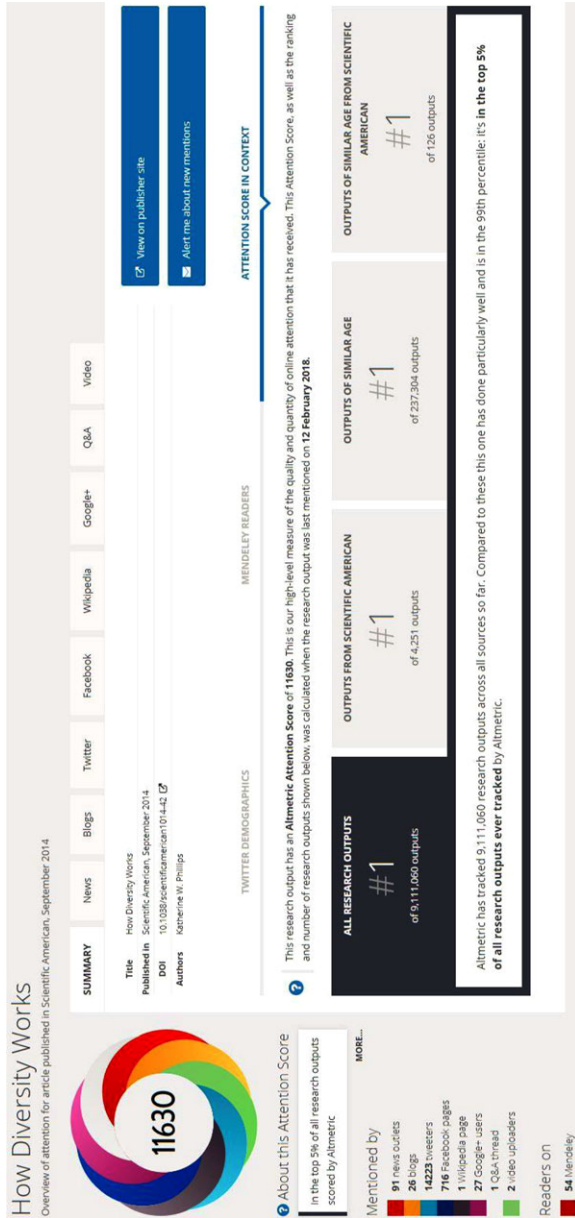 How Diversity Works
Overview of attention for article published in Scientific American, September 2014
11630
About this Attention Score
In the top 5% of all research outputs
scored by Altmetric
MORE...
Mentioned by
91 news outlets
26 blogs
14223 tweeters
716 Facebook pages
1 Wikipedia page
27 Google+ users
1 Q&A thread
2 video uploaders
Readers on
54 Mendeley
SUMMARY News Blogs Twitter Facebook Wikipedia Google+ Q&A Video
Title How Diversity Works
Published in Scientific American, September 2014
DOI 10.1038/scientificamerican1014-42
Authors Katherine W. Phillips
View on publisher site
Alert me about new mentions
TWITTER DEMOGRAPHICS MENDELEY READERS ATTENTION SCORE IN CONTEXT
This research output has an Altmetric Attention Score of 11630. This is our high-level measure of the quality and quantity of online attention that it has received. This Attention Score, as well as the ranking
and number of research outputs shown below, was calculated when the research output was last mentioned on 12 February 2018.
ALL RESEARCH OUTPUTS
#1
of 9,111,060 outputs
OUTPUTS FROM SCIENTIFIC AMERICAN
#1
of 4,251 outputs
OUTPUTS OF SIMILAR AGE
#1
of 237,304 outputs
OUTPUTS OF SIMILAR AGE FROM SCIENTIFIC
AMERICAN
#1
of 126 outputs
Altmetric has tracked 9,111,060 research outputs across all sources so far. Compared to these this one has done particularly well and is in the 99th percentile: it's in the top 5%
of all research outputs ever tracked by Altmetric.